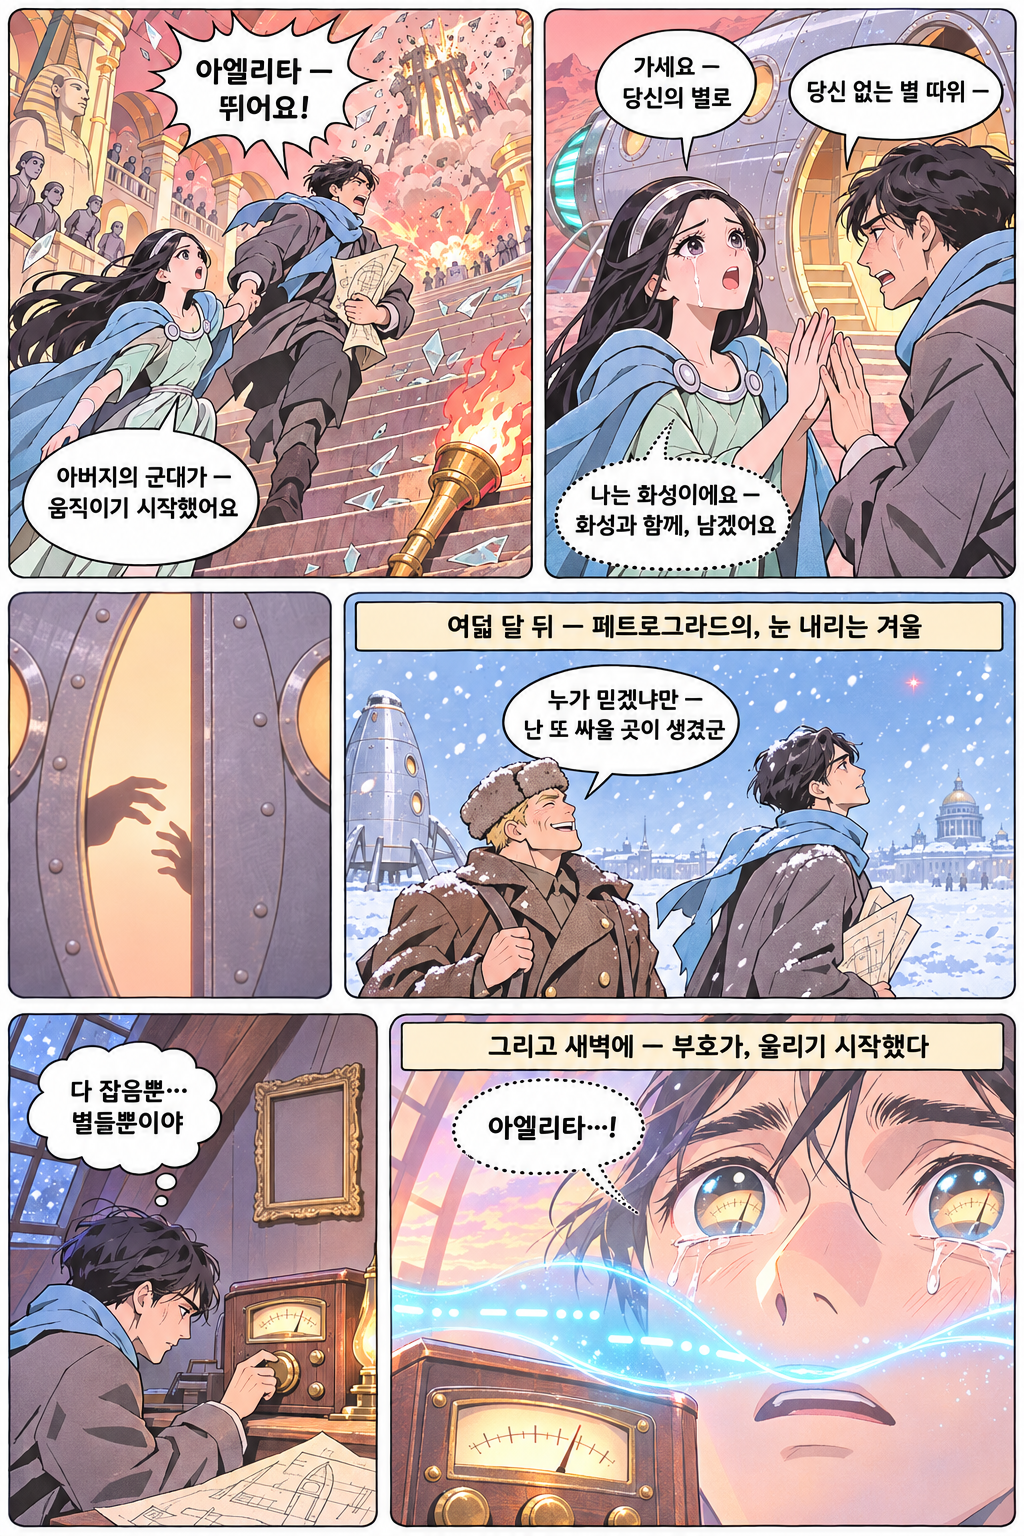 아엘리타 —
뛰어요!
아버지의 군대가 —
움직이기 시작했어요
가세요 —
당신의 별로
당신 없는 별 따위 —
나는 화성이에요 —
화성과 함께, 남겠어요
여덟 달 뒤 — 페트로그라드의, 눈 내리는 겨울
누가 믿겠냐만 —
난 또 싸울 곳이 생겼군
다 잡음뿐…
별들뿐이야
그리고 새벽에 — 부호가, 울리기 시작했다
아엘리타…!